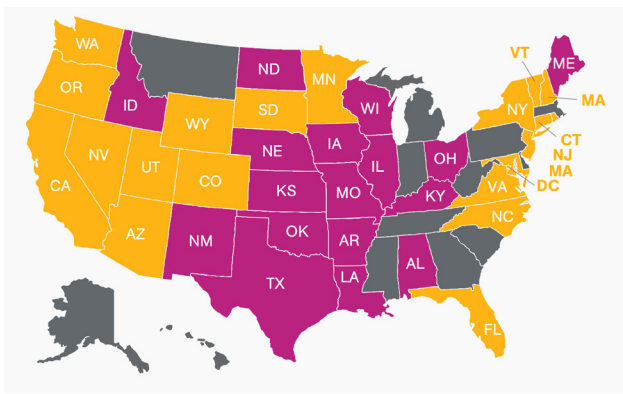 WA
OR
CA
NV
ID
UT
AZ
WY
CO
NM
ND
SD
NE
KS
OK
TX
MN
IA
MO
AR
LA
WI
IL
KY
OH
AL
FL
NC
VA
NY
VT
ME
MA
CT
NJ
MA
DC